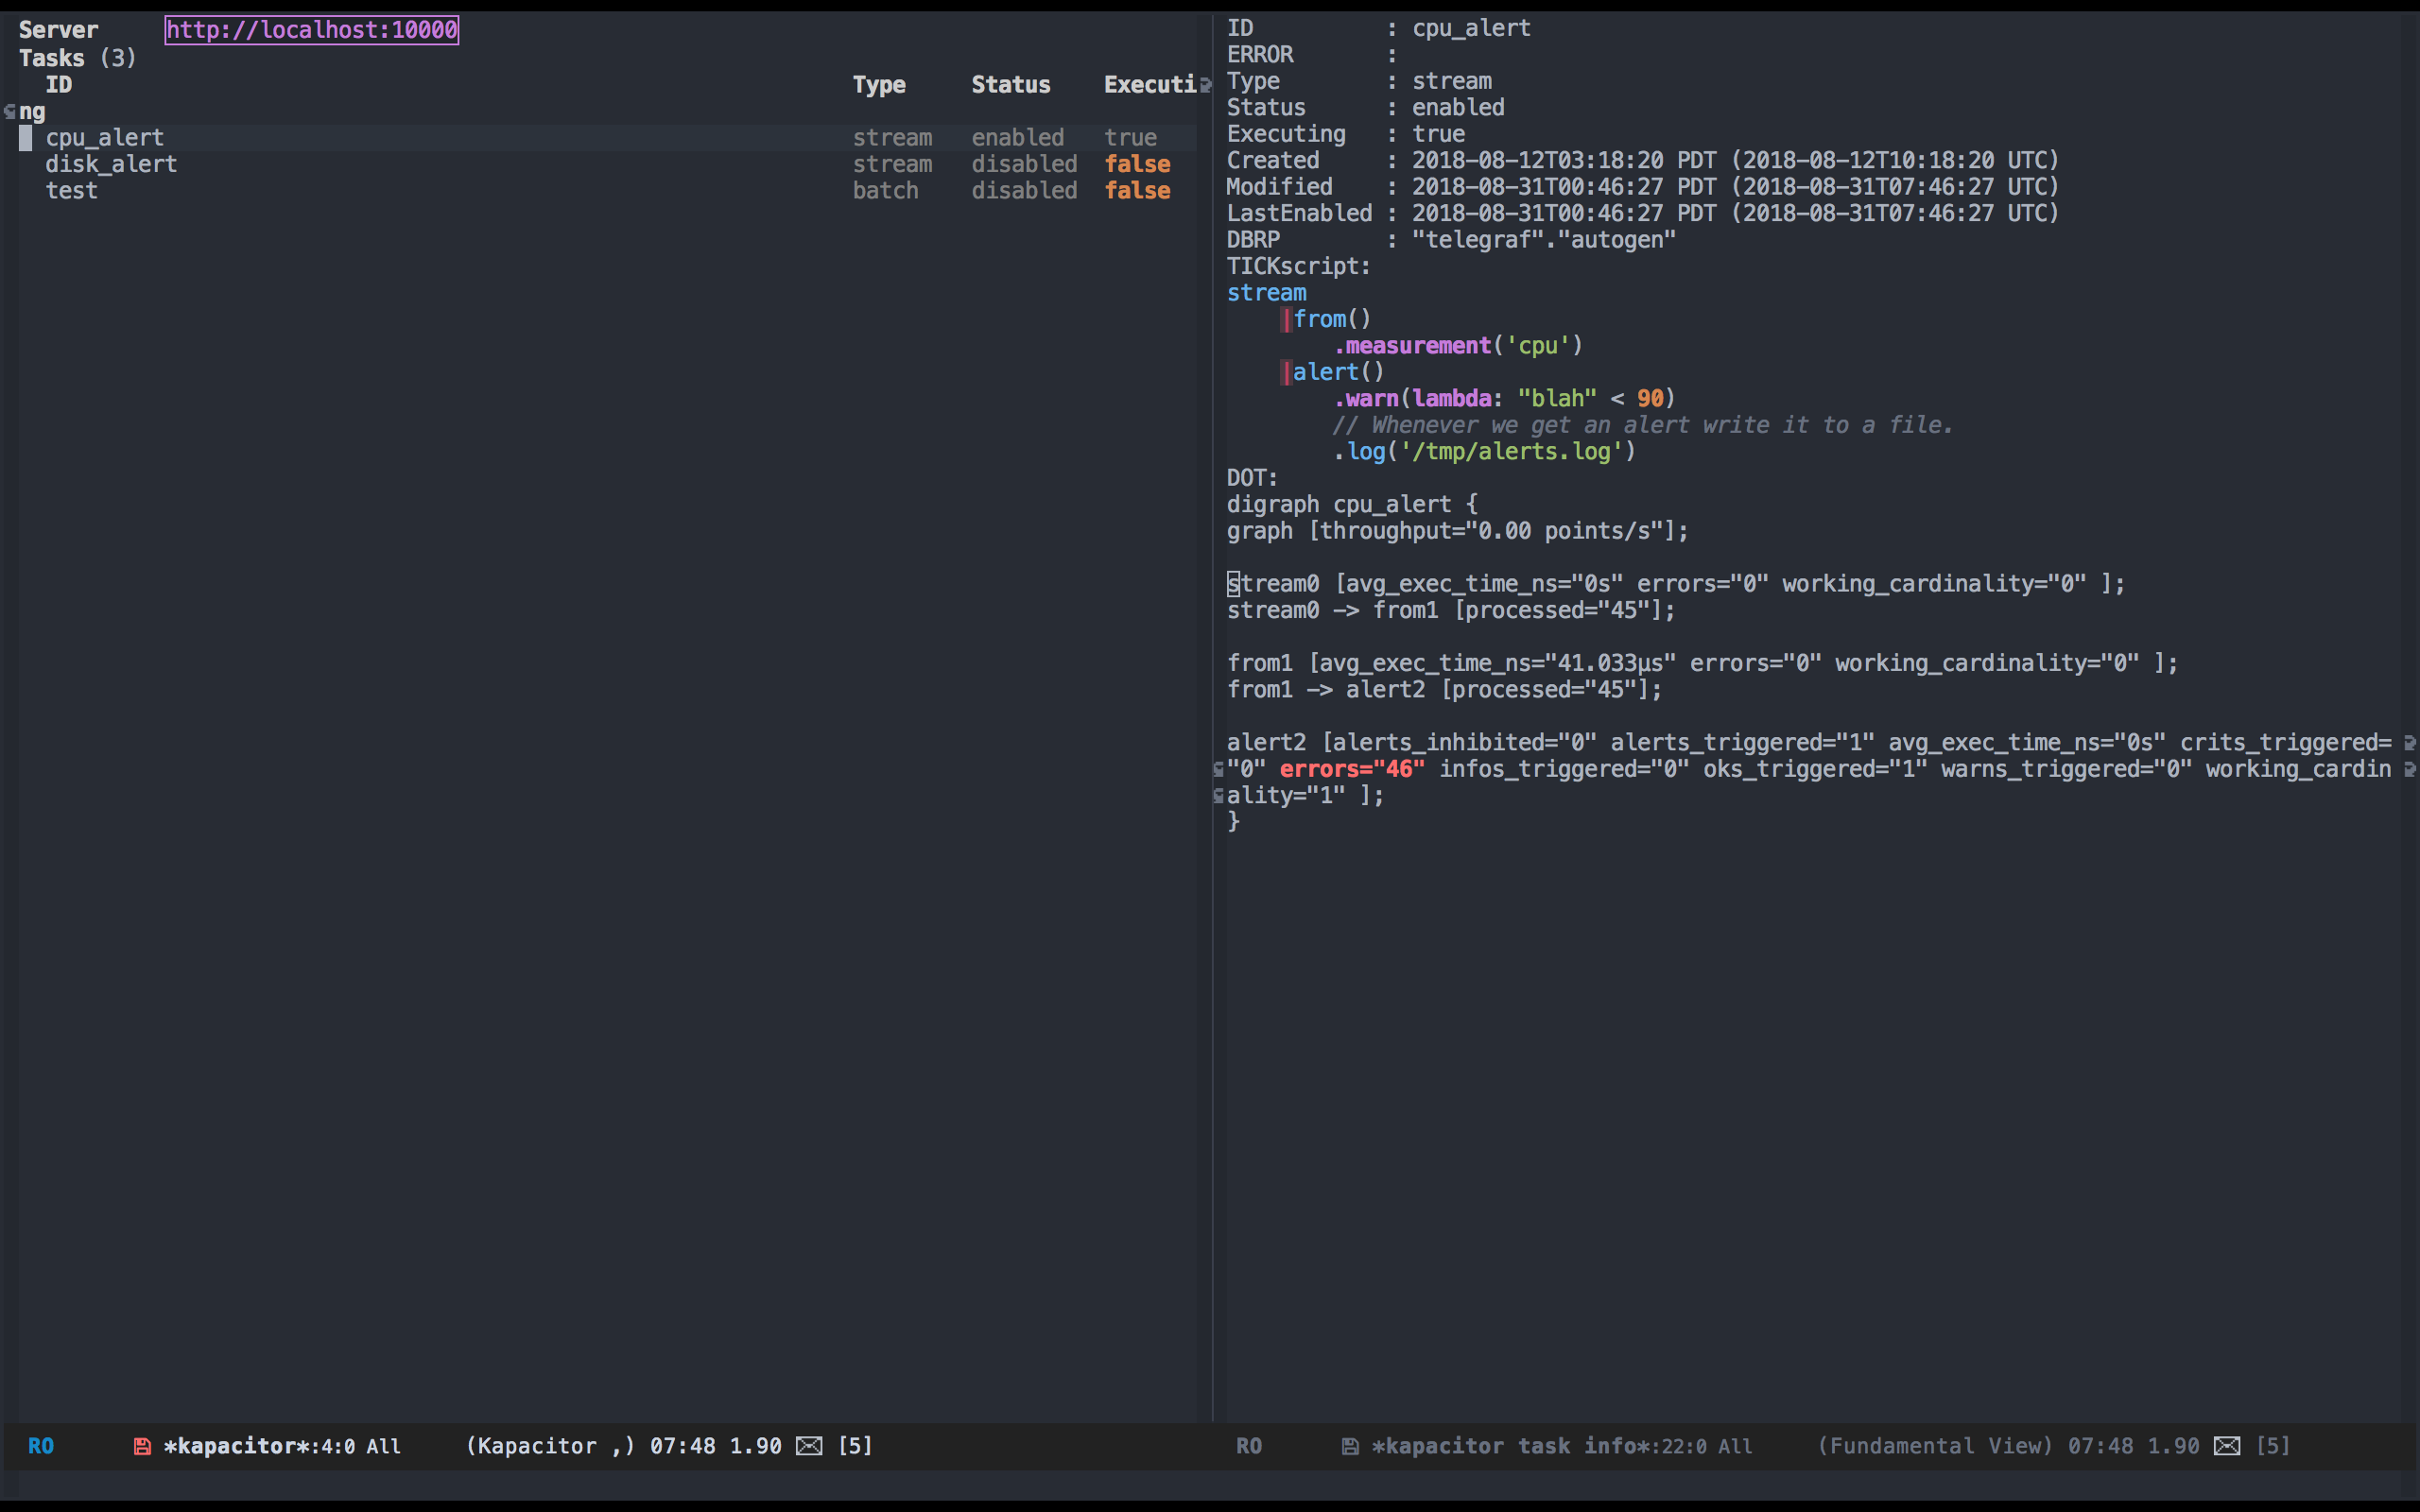 Server     http://localhost:10000
Tasks (3)
  ID                                                           Type     Status    Executi
ng
  cpu_alert                                                    stream   enabled   true
  disk_alert                                                   stream   disabled  false
  test                                                         batch    disabled  false
RO      *kapacitor*:4:0 All     (Kapacitor ,) 07:48 1.90 [5]
ID          : cpu_alert
ERROR       :
Type        : stream
Status      : enabled
Executing   : true
Created     : 2018-08-12T03:18:20 PDT (2018-08-12T10:18:20 UTC)
Modified    : 2018-08-31T00:46:27 PDT (2018-08-31T07:46:27 UTC)
LastEnabled : 2018-08-31T00:46:27 PDT (2018-08-31T07:46:27 UTC)
DBRP        : "telegraf"."autogen"
TICKscript:
stream
    |from()
        .measurement('cpu')
    |alert()
        .warn(lambda: "blah" < 90)
        // Whenever we get an alert write it to a file.
        .log('/tmp/alerts.log')
DOT:
digraph cpu_alert {
graph [throughput="0.00 points/s"];

stream0 [avg_exec_time_ns="0s" errors="0" working_cardinality="0" ];
stream0 -> from1 [processed="45"];

from1 [avg_exec_time_ns="41.033µs" errors="0" working_cardinality="0" ];
from1 -> alert2 [processed="45"];

alert2 [alerts_inhibited="0" alerts_triggered="1" avg_exec_time_ns="0s" crits_triggered=
"0" errors="46" infos_triggered="0" oks_triggered="1" warns_triggered="0" working_cardin
ality="1" ];
}
RO      *kapacitor task info*:22:0 All     (Fundamental View) 07:48 1.90 [5]